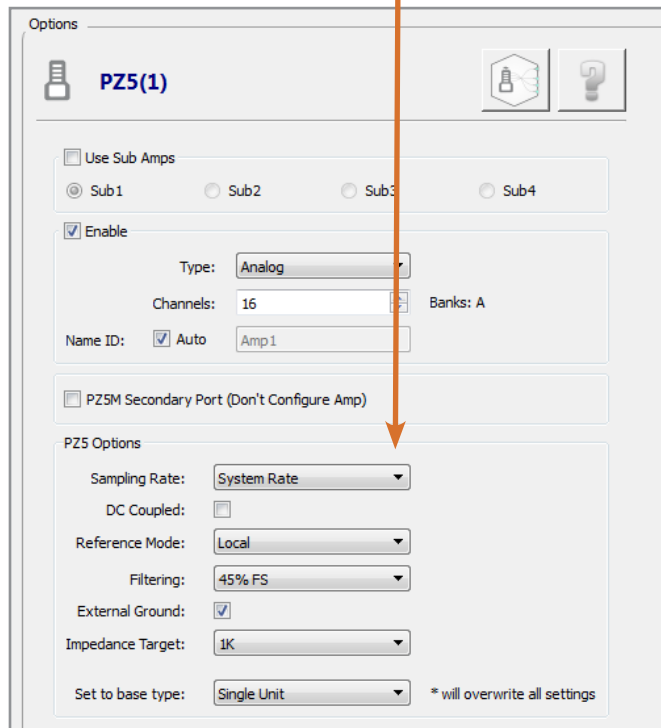 Options
PZ5(1)
Use Sub Amps
Sub1 Sub2 Sub3 Sub4
Enable
Type: Analog
Channels: 16 Banks: A
Name ID: Auto Amp1
PZ5M Secondary Port (Don't Configure Amp)
PZ5 Options
Sampling Rate: System Rate
DC Coupled:
Reference Mode: Local
Filtering: 45% FS
External Ground:
Impedance Target: 1K
Set to base type: Single Unit * will overwrite all settings